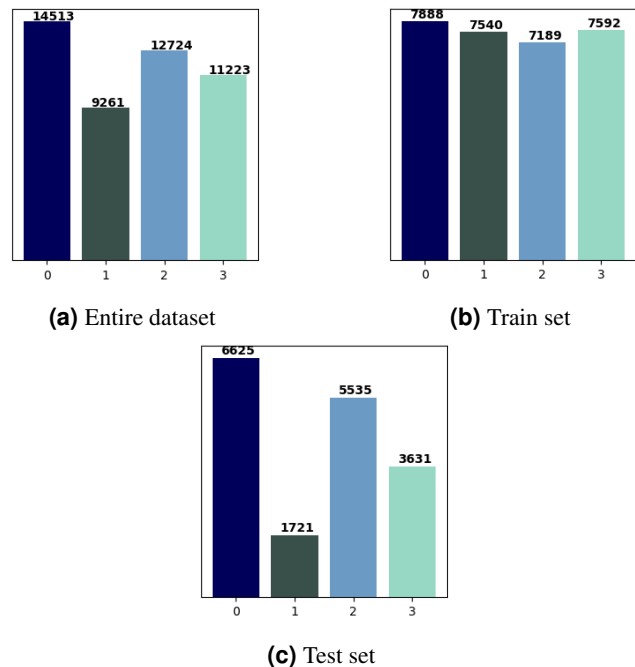 14513
12724
11223
9261
0 1 2 3
(a) Entire dataset
7888
7540
7189
7592
0 1 2 3
(b) Train set
6625
5535
3631
1721
0 1 2 3
(c) Test set